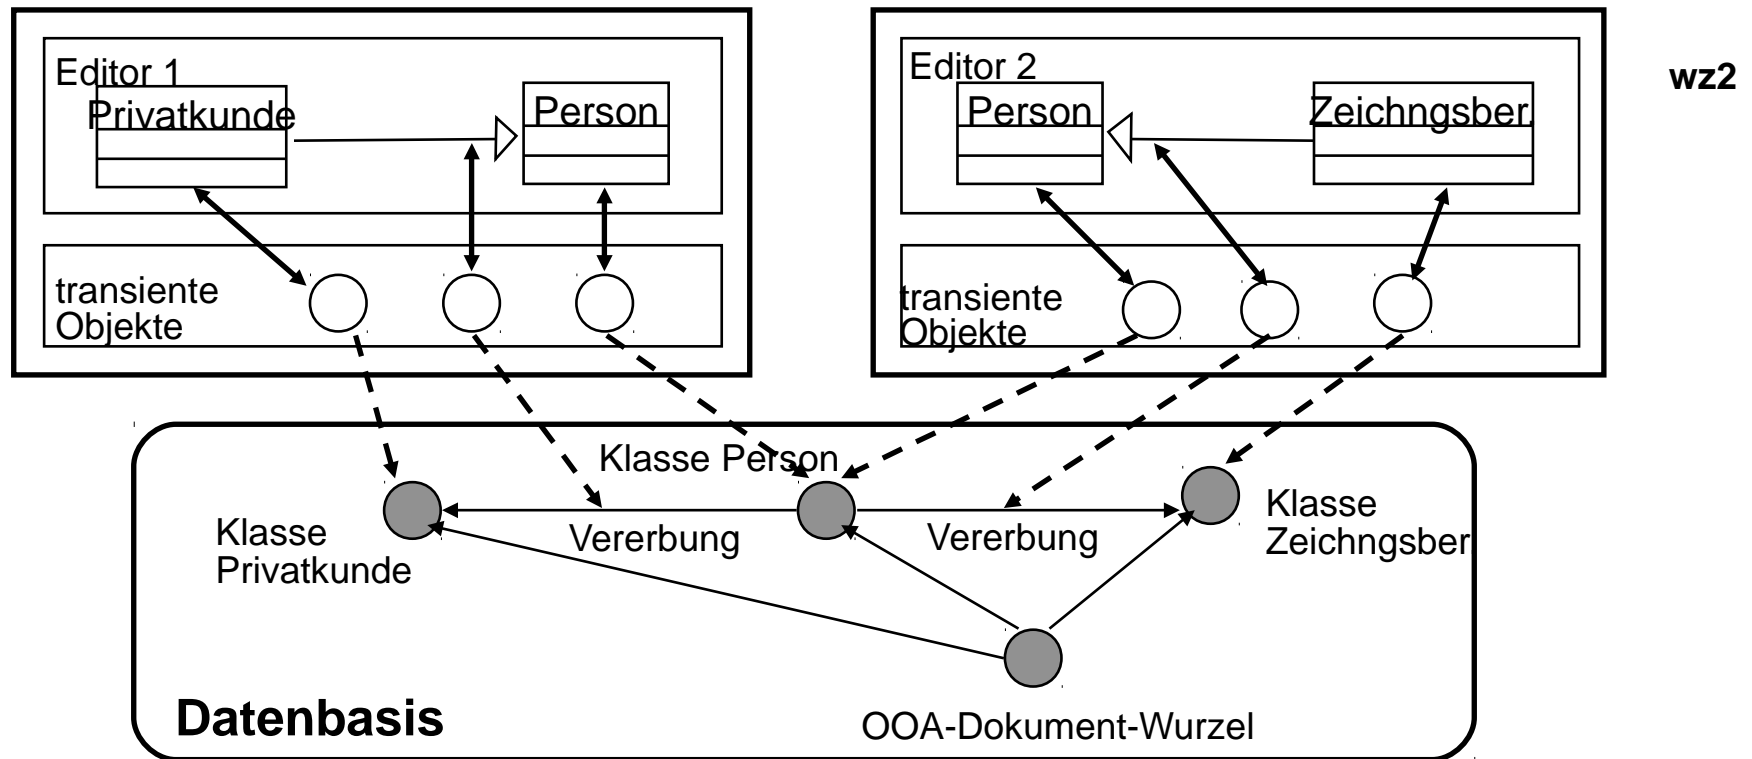 Editor 1
Privatkunde
Person
transiente
Objekte
Editor 2
Person
Zeichngsber.
transiente
Objekte
wz2
Klasse Person
Klasse
Privatkunde
Vererbung
Vererbung
Klasse
Zeichngsber.
Datenbasis
OOA-Dokument-Wurzel